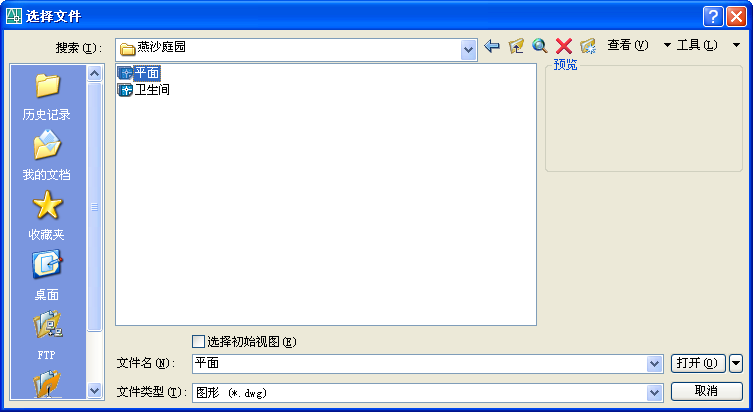 选择文件
搜索(I): 燕沙庭园 查看(V) 工具(L)
历史记录
我的文档
收藏夹
桌面
FTP
平面
卫生间
预览
选择初始视图(E)
文件名(N): 平面 打开(O)
文件类型(T): 图形 (*.dwg) 取消